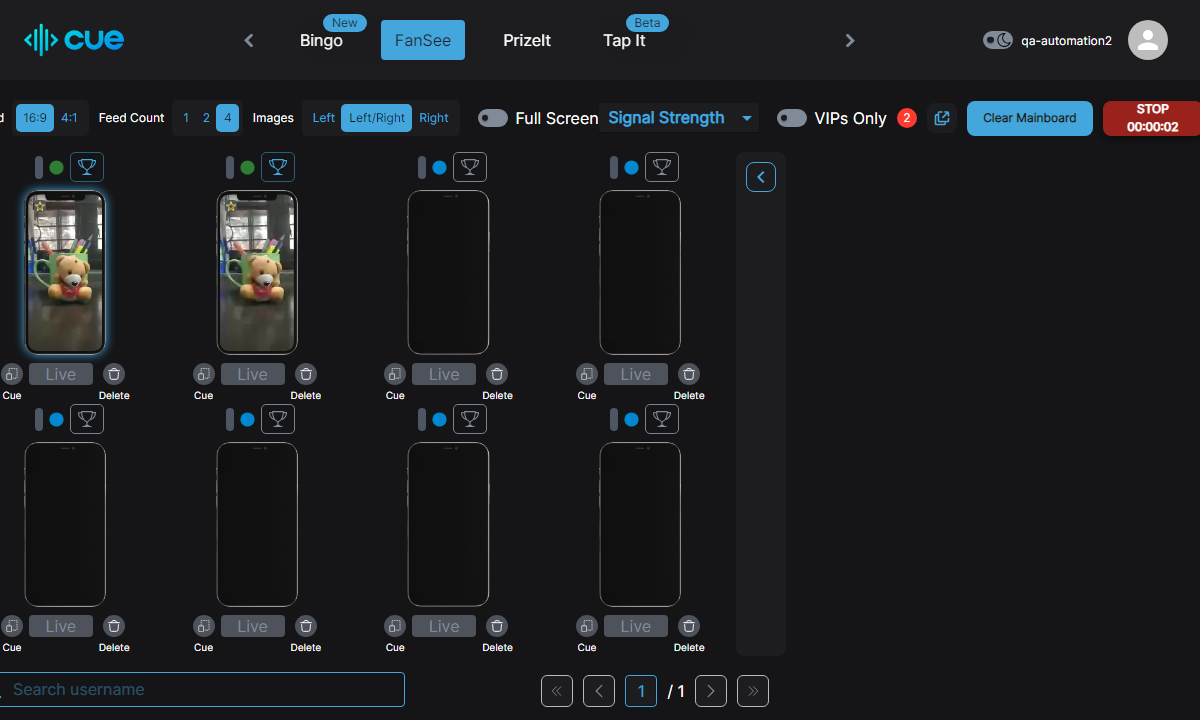 cue
Bingo
New
FanSee
PrizeIt
Tap It
Beta
qa-automation2
16:9
4:1
Feed Count
1
2
4
Images
Left
Left/Right
Right
Full Screen
Signal Strength
VIPs Only
2
Clear Mainboard
STOP
00:00:02
Live
Live
Live
Live
Cue
Delete
Cue
Delete
Cue
Delete
Cue
Delete
Live
Live
Live
Live
Cue
Delete
Cue
Delete
Cue
Delete
Cue
Delete
Search username
1
/ 1